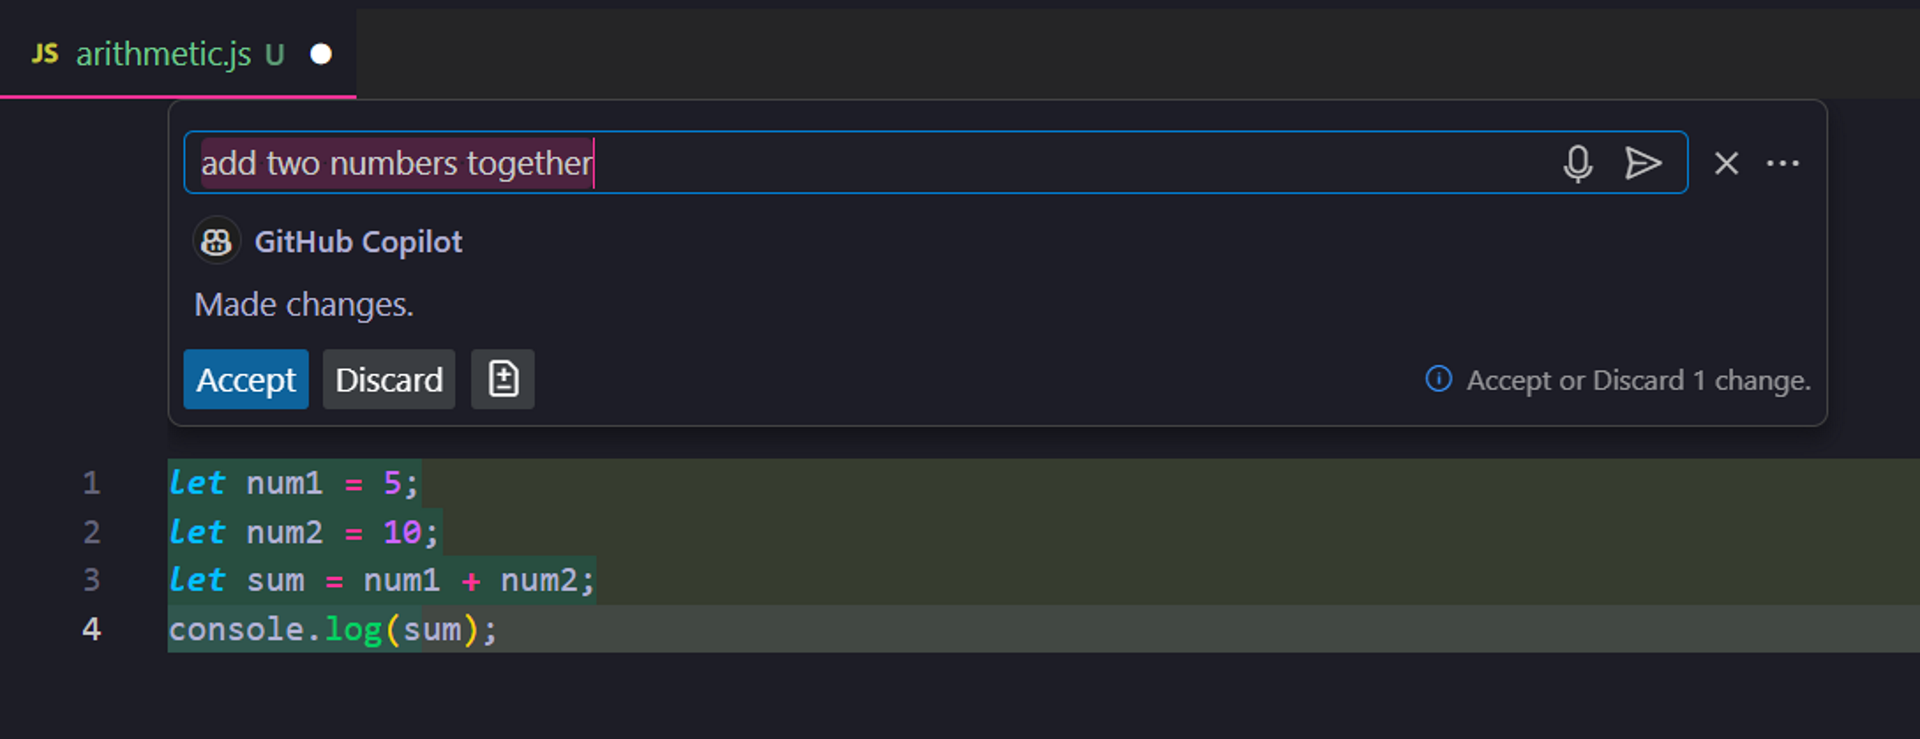 JS arithmetic.js U
add two numbers together
GitHub Copilot
Made changes.
Accept Discard Accept or Discard 1 change.
1 let num1 = 5;
2 let num2 = 10;
3 let sum = num1 + num2;
4 console.log(sum);